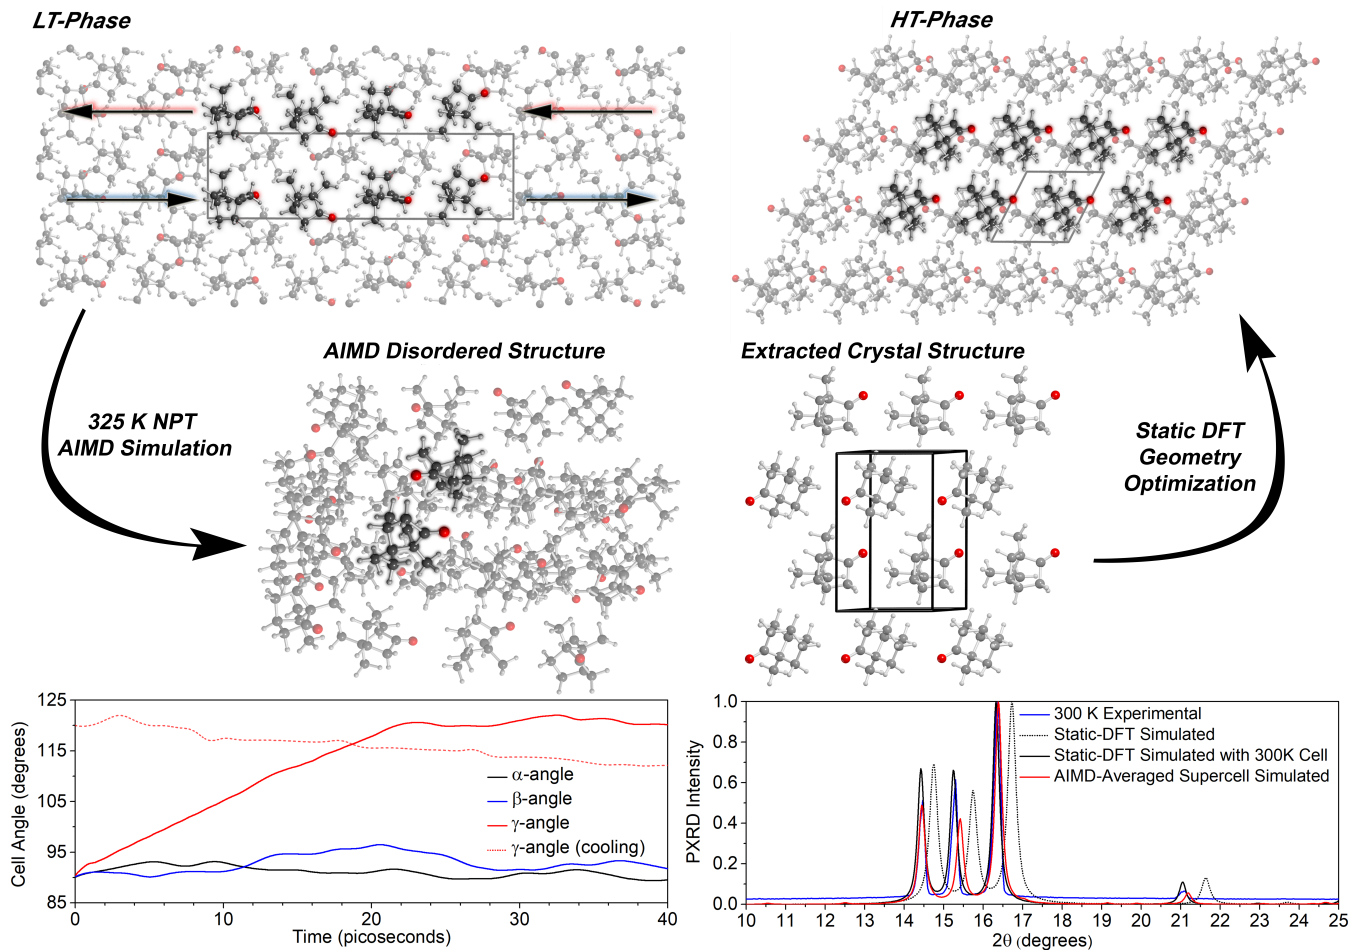 LT-Phase
HT-Phase
AIMD Disordered Structure
Extracted Crystal Structure
325 K NPT
AIMD Simulation
Static DFT
Geometry
Optimization
125
115
105
95
85
Cell Angle (degrees)
α-angle
β-angle
γ-angle
γ-angle (cooling)
0
10
20
30
40
Time (picoseconds)
1.0
0.8
0.6
0.4
0.2
0.0
PXRD Intensity
300 K Experimental
Static-DFT Simulated
Static-DFT Simulated with 300K Cell
AIMD-Averaged Supercell Simulated
10 11 12 13 14 15 16 17 18 19 20 21 22 23 24 25
2θ (degrees)